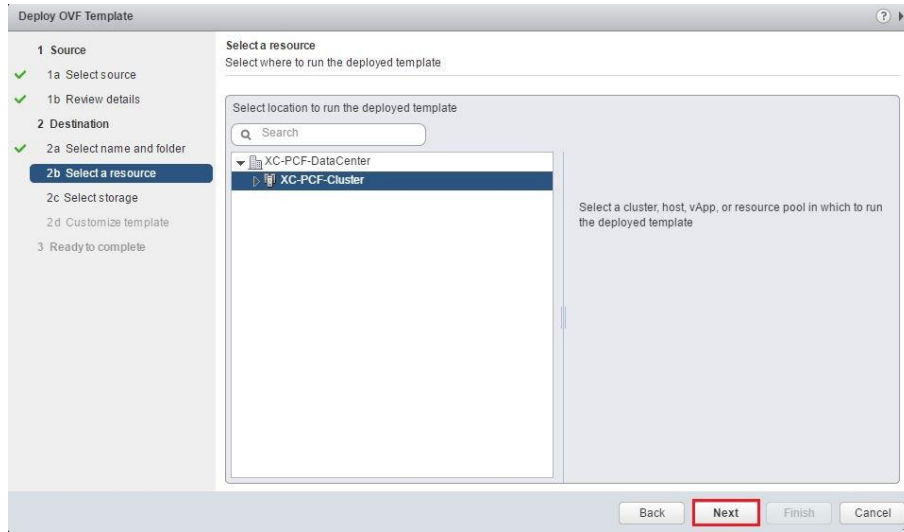 Deploy OVF Template
?
1 Source
1a Select source
1b Review details
2 Destination
2a Select name and folder
2b Select a resource
2c Select storage
2d Customize template
3 Ready to complete
Select a resource
Select where to run the deployed template
Select location to run the deployed template
Search
XC-PCF-DataCenter
XC-PCF-Cluster
Select a cluster, host, vApp, or resource pool in which to run
the deployed template
Back Next Finish Cancel